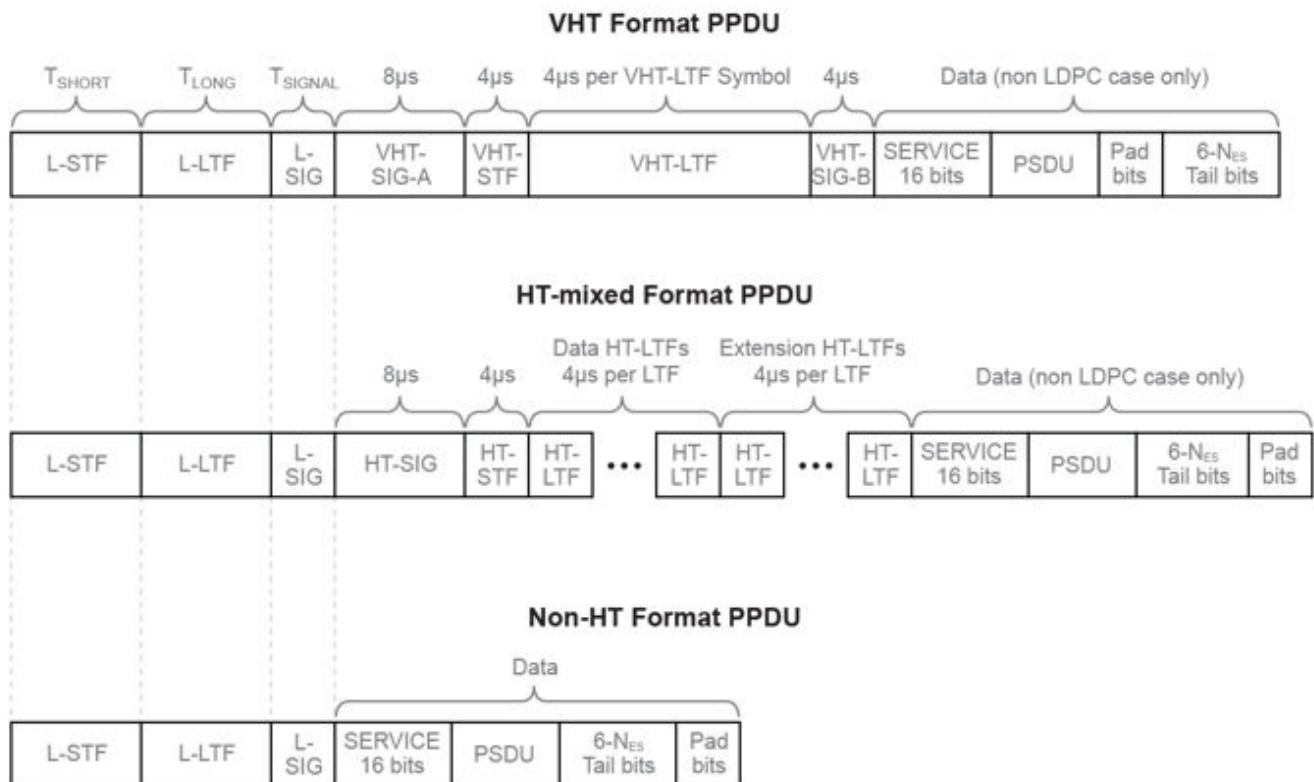 VHT Format PPDU
TSHORT TLONG TSIGNAL 8µs 4µs 4µs per VHT-LTF Symbol 4µs Data (non LDPC case only)
L-STF L-LTF L-SIG VHT-SIG-A VHT-STF VHT-LTF VHT-SIG-B SERVICE 16 bits PSDU Pad bits 6-NES Tail bits
HT-mixed Format PPDU
8µs 4µs Data HT-LTFs 4µs per LTF Extension HT-LTFs 4µs per LTF Data (non LDPC case only)
L-STF L-LTF L-SIG HT-SIG HT-STF HT-LTF ••• HT-LTF HT-LTF ••• HT-LTF SERVICE 16 bits PSDU 6-NES Tail bits Pad bits
Non-HT Format PPDU
Data
L-STF L-LTF L-SIG SERVICE 16 bits PSDU 6-NES Tail bits Pad bits